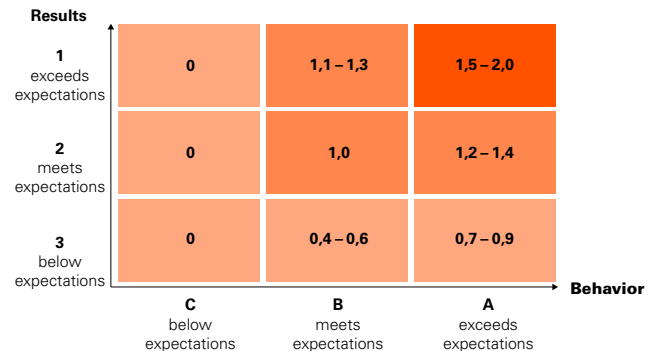 Results
1
exceeds
expectations
0
1,1 – 1,3
1,5 – 2,0
2
meets
expectations
0
1,0
1,2 – 1,4
3
below
expectations
0
0,4 – 0,6
0,7 – 0,9
Behavior
C
below
expectations
B
meets
expectations
A
exceeds
expectations